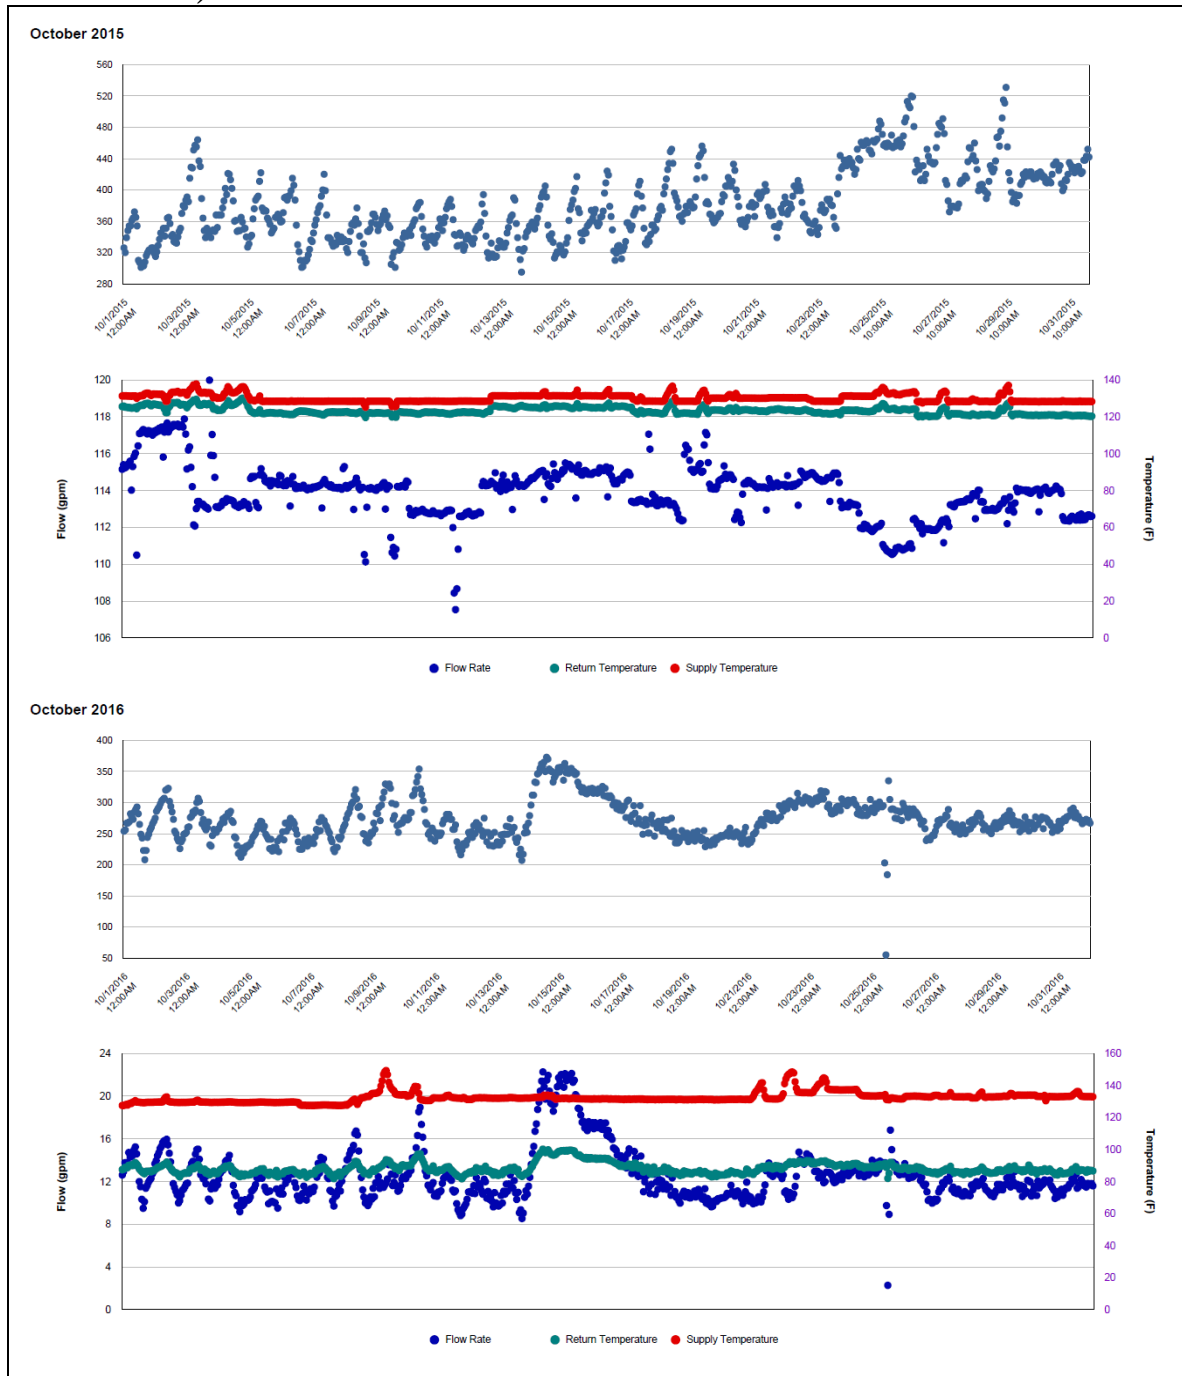 October 2015
560
520
480
440
400
360
320
280
10/1/2015 12:00AM
10/3/2015 12:00AM
10/5/2015 12:00AM
10/7/2015 12:00AM
10/9/2015 12:00AM
10/11/2015 12:00AM
10/13/2015 12:00AM
10/15/2015 12:00AM
10/17/2015 12:00AM
10/19/2015 12:00AM
10/21/2015 12:00AM
10/23/2015 12:00AM
10/25/2015 10:00AM
10/27/2015 10:00AM
10/29/2015 10:00AM
10/31/2015 10:00AM
120
118
116
114
112
110
108
106
Flow (gpm)
140
120
100
80
60
40
20
0
Temperature (F)
Flow Rate
Return Temperature
Supply Temperature
October 2016
400
350
300
250
200
150
100
50
10/1/2016 12:00AM
10/3/2016 12:00AM
10/5/2016 12:00AM
10/7/2016 12:00AM
10/9/2016 12:00AM
10/11/2016 12:00AM
10/13/2016 12:00AM
10/15/2016 12:00AM
10/17/2016 12:00AM
10/19/2016 12:00AM
10/21/2016 12:00AM
10/23/2016 12:00AM
10/25/2016 12:00AM
10/27/2016 12:00AM
10/29/2016 12:00AM
10/31/2016 12:00AM
24
20
16
12
8
4
0
Flow (gpm)
160
140
120
100
80
60
40
20
0
Temperature (F)
Flow Rate
Return Temperature
Supply Temperature